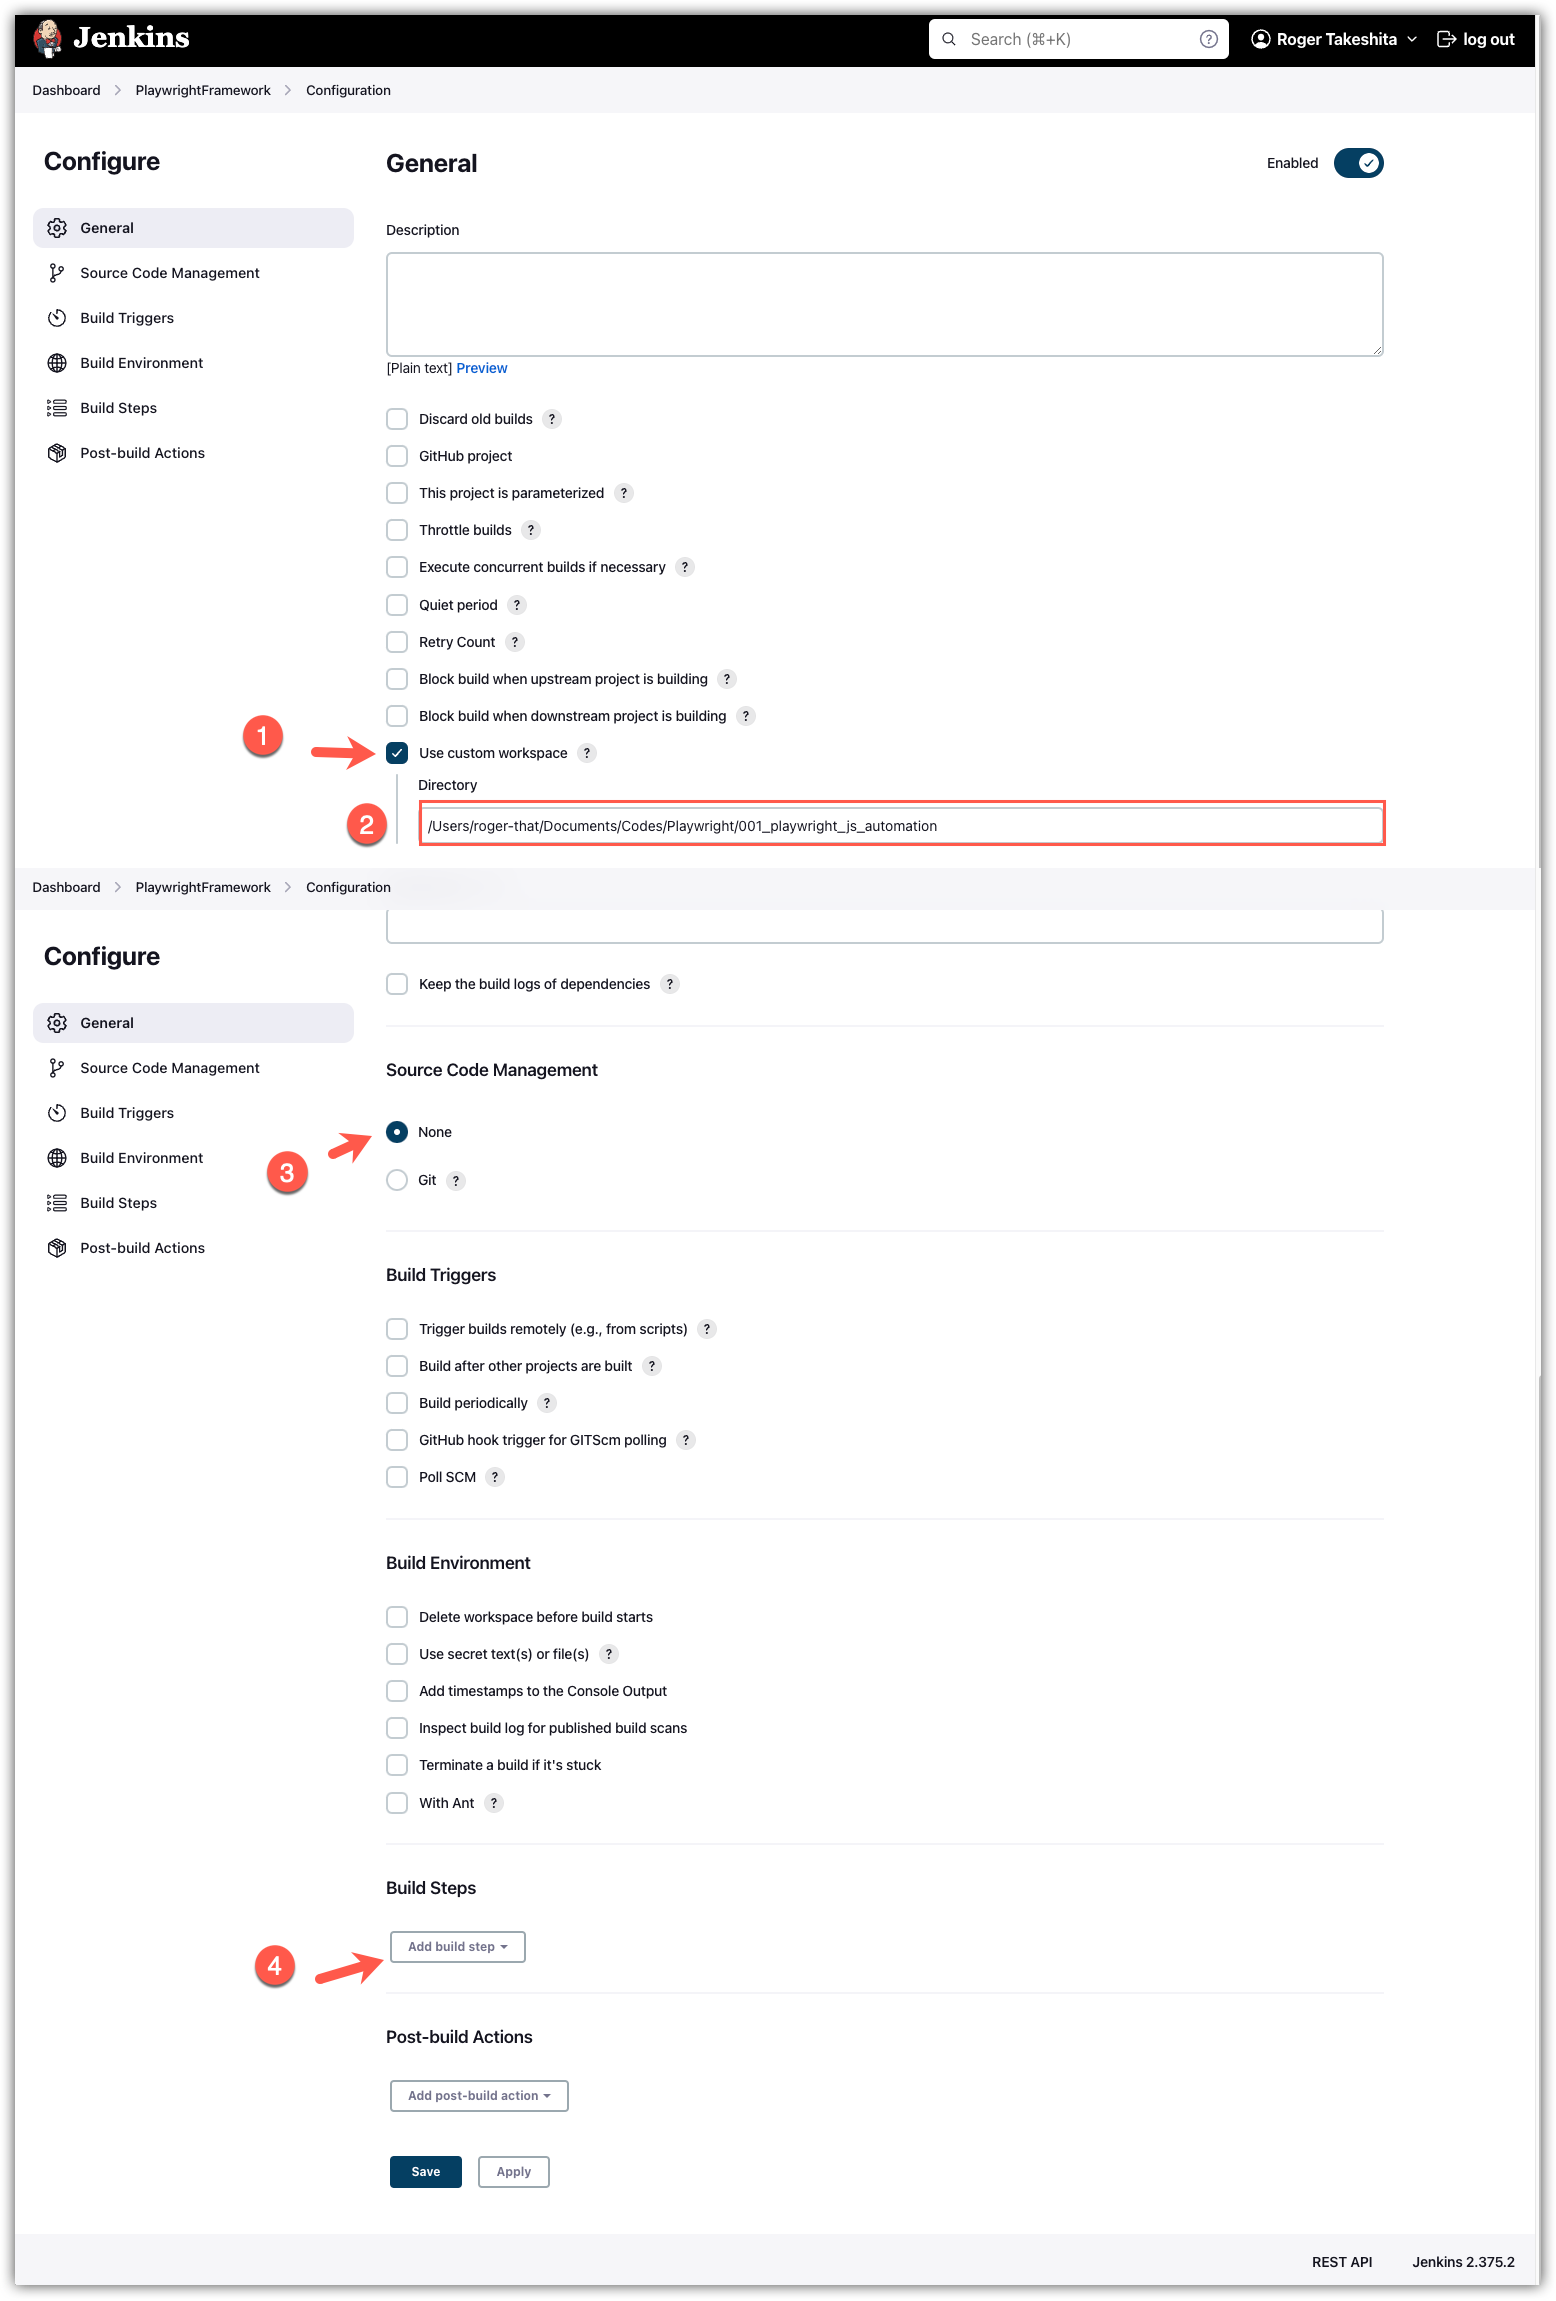 Jenkins
Search (⌘+K)
?
Roger Takeshita
log out
Dashboard
PlaywrightFramework
Configuration
Configure
General
Source Code Management
Build Triggers
Build Environment
Build Steps
Post-build Actions
General
Enabled
Description
[Plain text] Preview
Discard old builds ?
GitHub project
This project is parameterized ?
Throttle builds ?
Execute concurrent builds if necessary ?
Quiet period ?
Retry Count ?
Block build when upstream project is building ?
Block build when downstream project is building ?
1
Use custom workspace ?
Directory
2
/Users/roger-that/Documents/Codes/Playwright/001_playwright_js_automation
Dashboard
PlaywrightFramework
Configuration
Configure
General
Source Code Management
Build Triggers
Build Environment
Build Steps
Post-build Actions
Keep the build logs of dependencies ?
Source Code Management
3
None
Git ?
Build Triggers
Trigger builds remotely (e.g., from scripts) ?
Build after other projects are built ?
Build periodically ?
GitHub hook trigger for GITScm polling ?
Poll SCM ?
Build Environment
Delete workspace before build starts
Use secret text(s) or file(s) ?
Add timestamps to the Console Output
Inspect build log for published build scans
Terminate a build if it's stuck
With Ant ?
Build Steps
4
Add build step
Post-build Actions
Add post-build action
Save
Apply
REST API
Jenkins 2.375.2